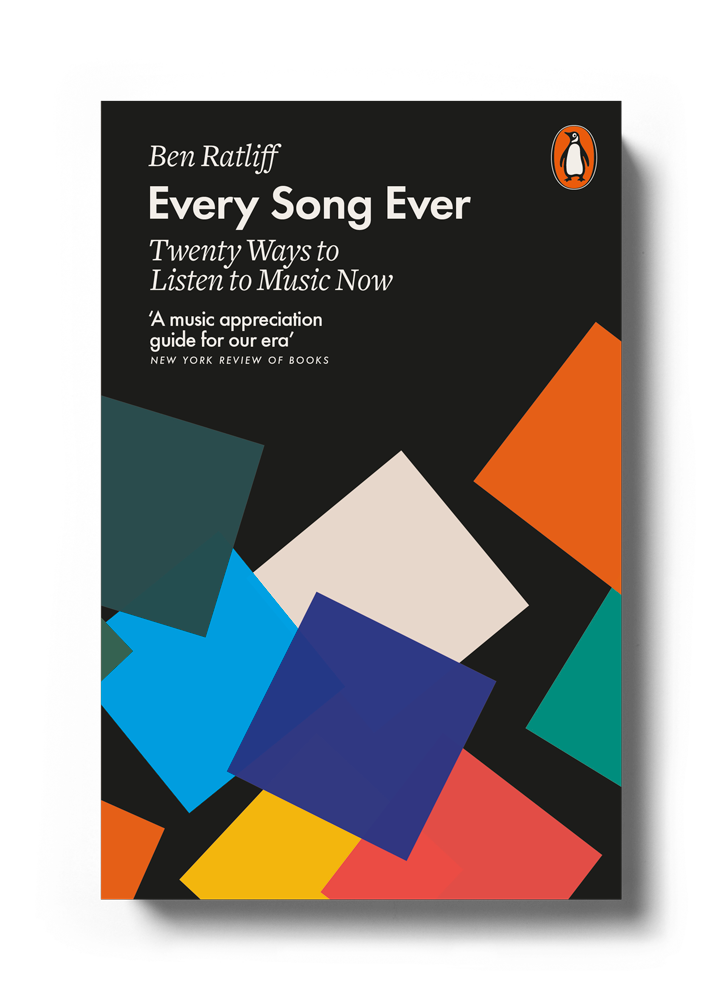 Ben Ratliff
Every Song Ever
Twenty Ways to
Listen to Music Now
‘A music appreciation
guide for our era’
NEW YORK REVIEW OF BOOKS